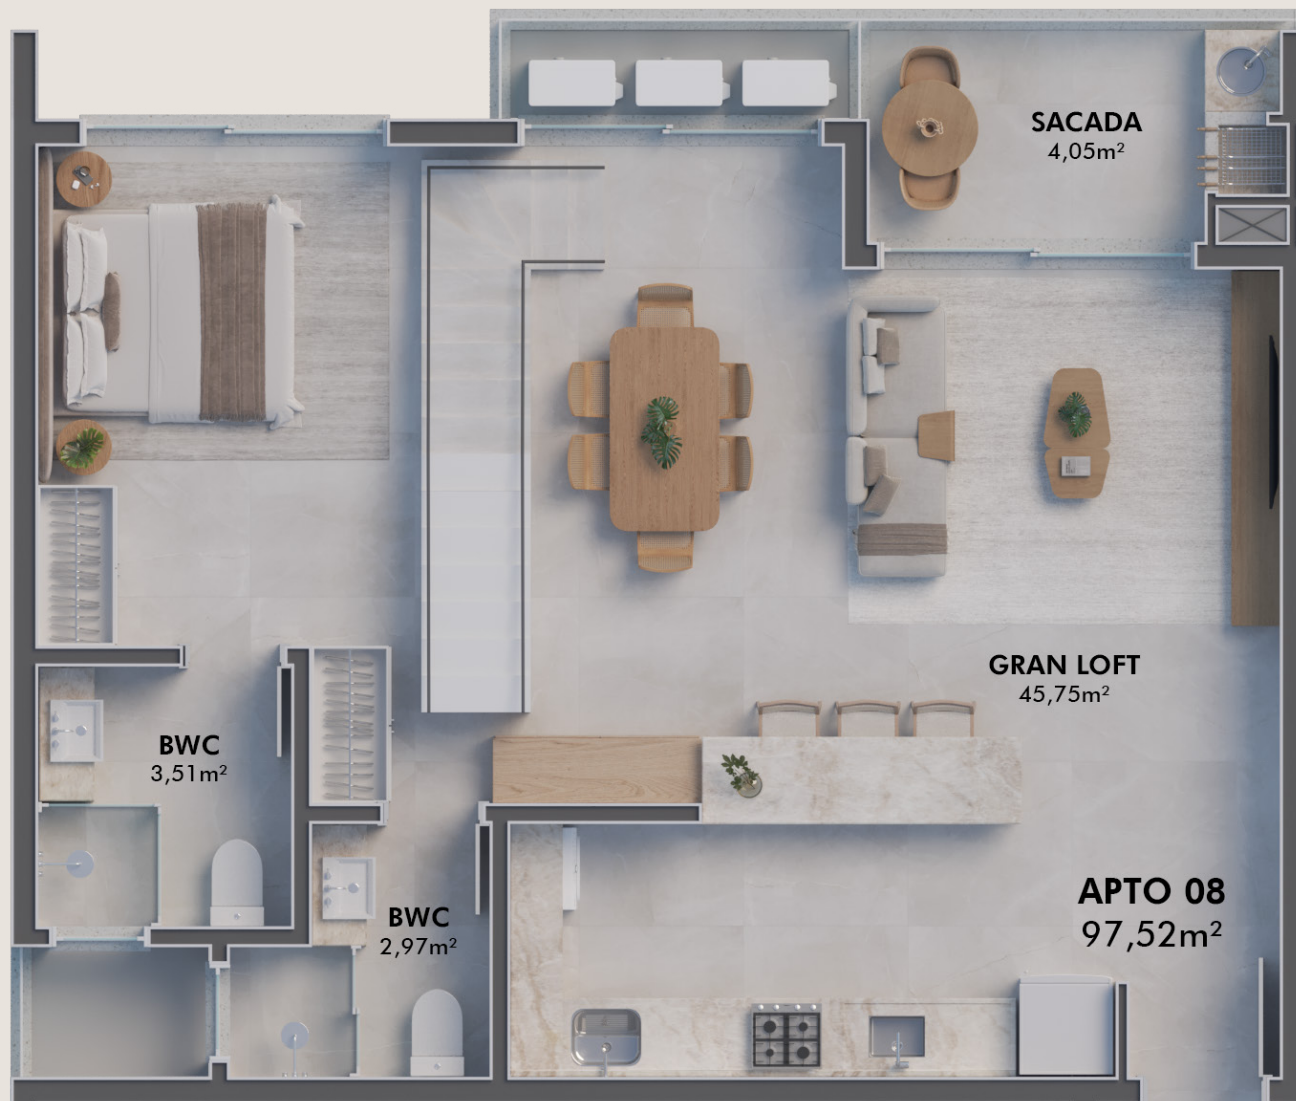 SACADA
4,05m²
GRAN LOFT
45,75m²
BWC
3,51m²
APTO 08
97,52m²
BWC
2,97m²